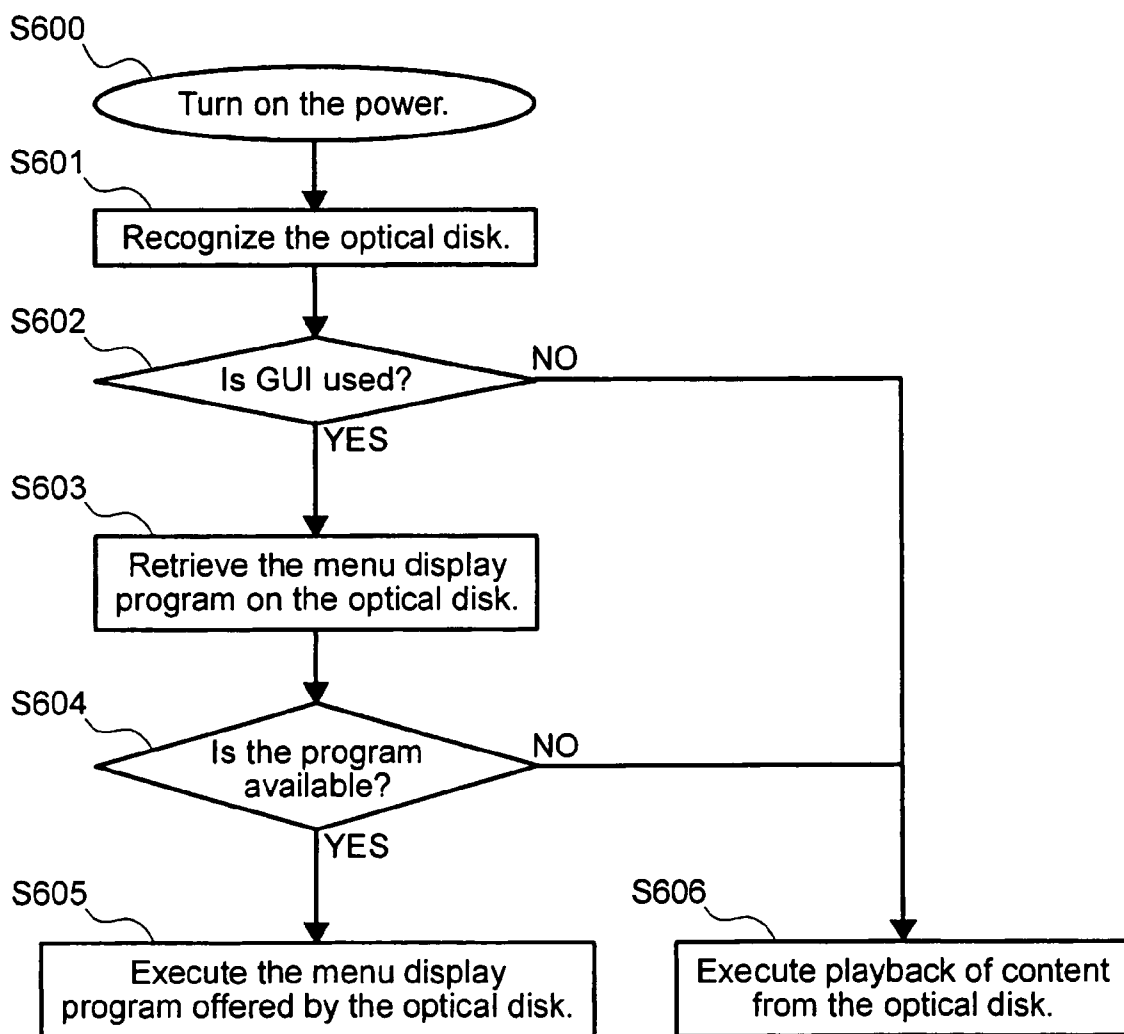 S600
Turn on the power.
S601
Recognize the optical disk.
S602
Is GUI used?
NO
YES
S603
Retrieve the menu display
program on the optical disk.
S604
Is the program
available?
NO
YES
S605
Execute the menu display
program offered by the optical disk.
S606
Execute playback of content
from the optical disk.